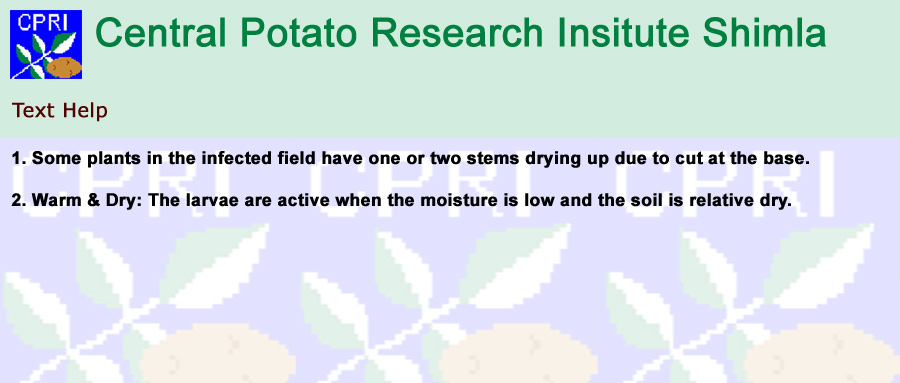 CPRI
Central Potato Research Insitute Shimla
Text Help
1. Some plants in the infected field have one or two stems drying up due to cut at the base.
2. Warm & Dry: The larvae are active when the moisture is low and the soil is relative dry.
CPRI CPRI CPRI